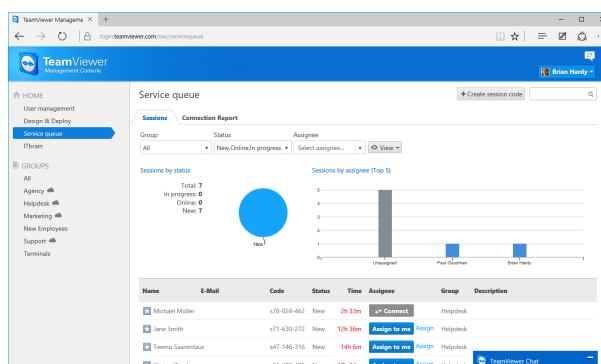 TeamViewer Manageme
login.teamviewer.com/nav/servicequeue
TeamViewer
Management Console
Brian Hardy
HOME
User management
Design & Deploy
Service queue
ITbrain
GROUPS
All
Agency
Helpdesk
Marketing
New Employees
Support
Terminals
Service queue
+ Create session code
Sessions Connection Report
Group Status Assignee
All New,Online,In progress Select assignee... View
Sessions by status
Total: 7
In progress: 0
Online: 0
New: 7
New
Sessions by assignee (Top 5)
5
4
3
2
1
0
Unassigned Paul Goodman Brian Hardy
Name E-Mail Code Status Time Assignee Group Description
Michael Müller s78-024-462 New 2h 33m Connect Helpdesk
Jane Smith s71-630-272 New 12h 36m Assign to me Assign Helpdesk
Teemu Saarentaus s47-146-316 New 14h 6m Assign to me Assign Helpdesk
TeamViewer Chat